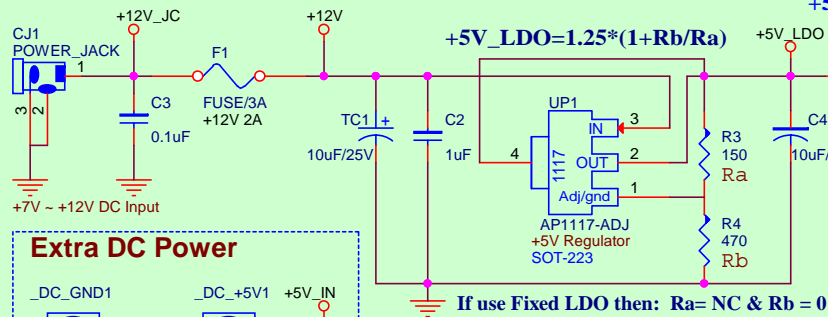 +12V_JC
+12V
+5
+5V_LDO=1.25*(1+Rb/Ra)
+5V_LDO
CJ1
POWER_JACK
1
3
2
F1
FUSE/3A
+12V 2A
C3
0.1uF
TC1
+
10uF/25V
C2
1uF
UP1
IN
3
4
1117
OUT
2
Adj/gnd
1
AP1117-ADJ
+5V Regulator
SOT-223
R3
150
Ra
R4
470
Rb
C4
10uF/
+7V ~ +12V DC Input
Extra DC Power
_DC_GND1
_DC_+5V1
+5V_IN
If use Fixed LDO then: Ra= NC & Rb = 0